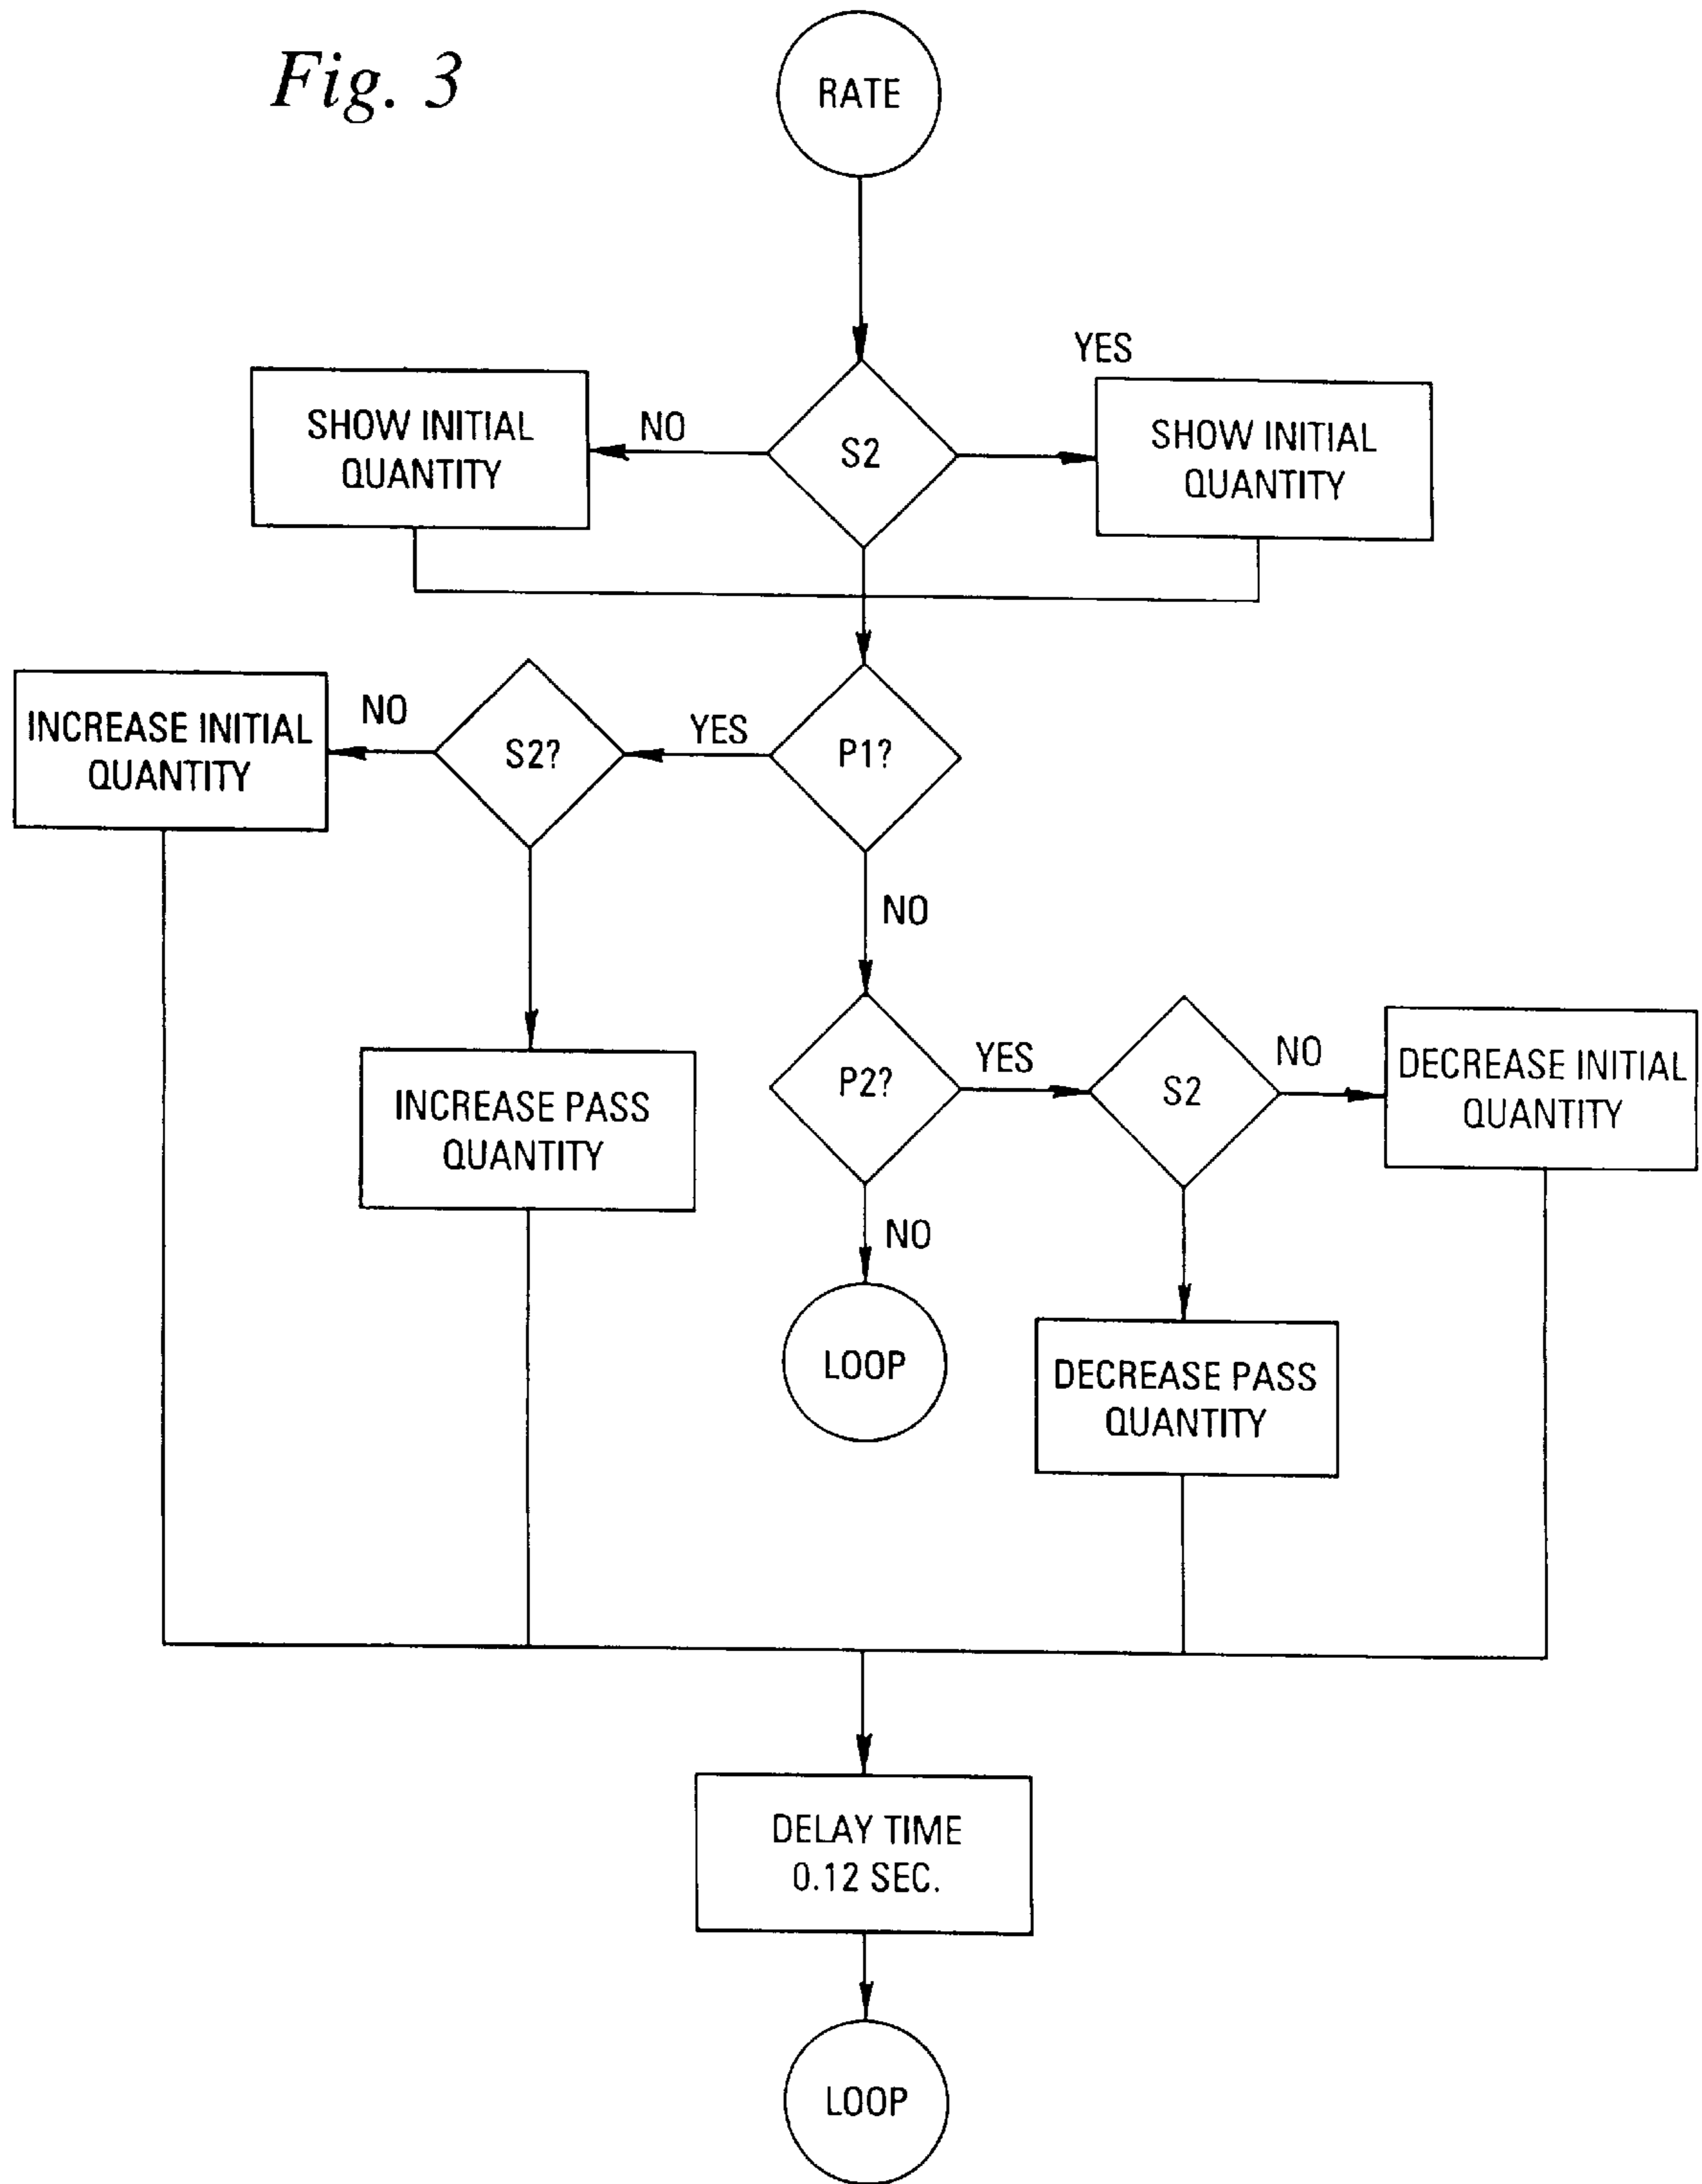 Fig. 3
RATE
YES
SHOW INITIAL
QUANTITY
NO
S2
SHOW INITIAL
QUANTITY
INCREASE INITIAL
QUANTITY
NO
S2?
YES
P1?
NO
INCREASE PASS
QUANTITY
P2?
YES
S2
NO
DECREASE INITIAL
QUANTITY
NO
LOOP
DECREASE PASS
QUANTITY
DELAY TIME
0.12 SEC.
LOOP